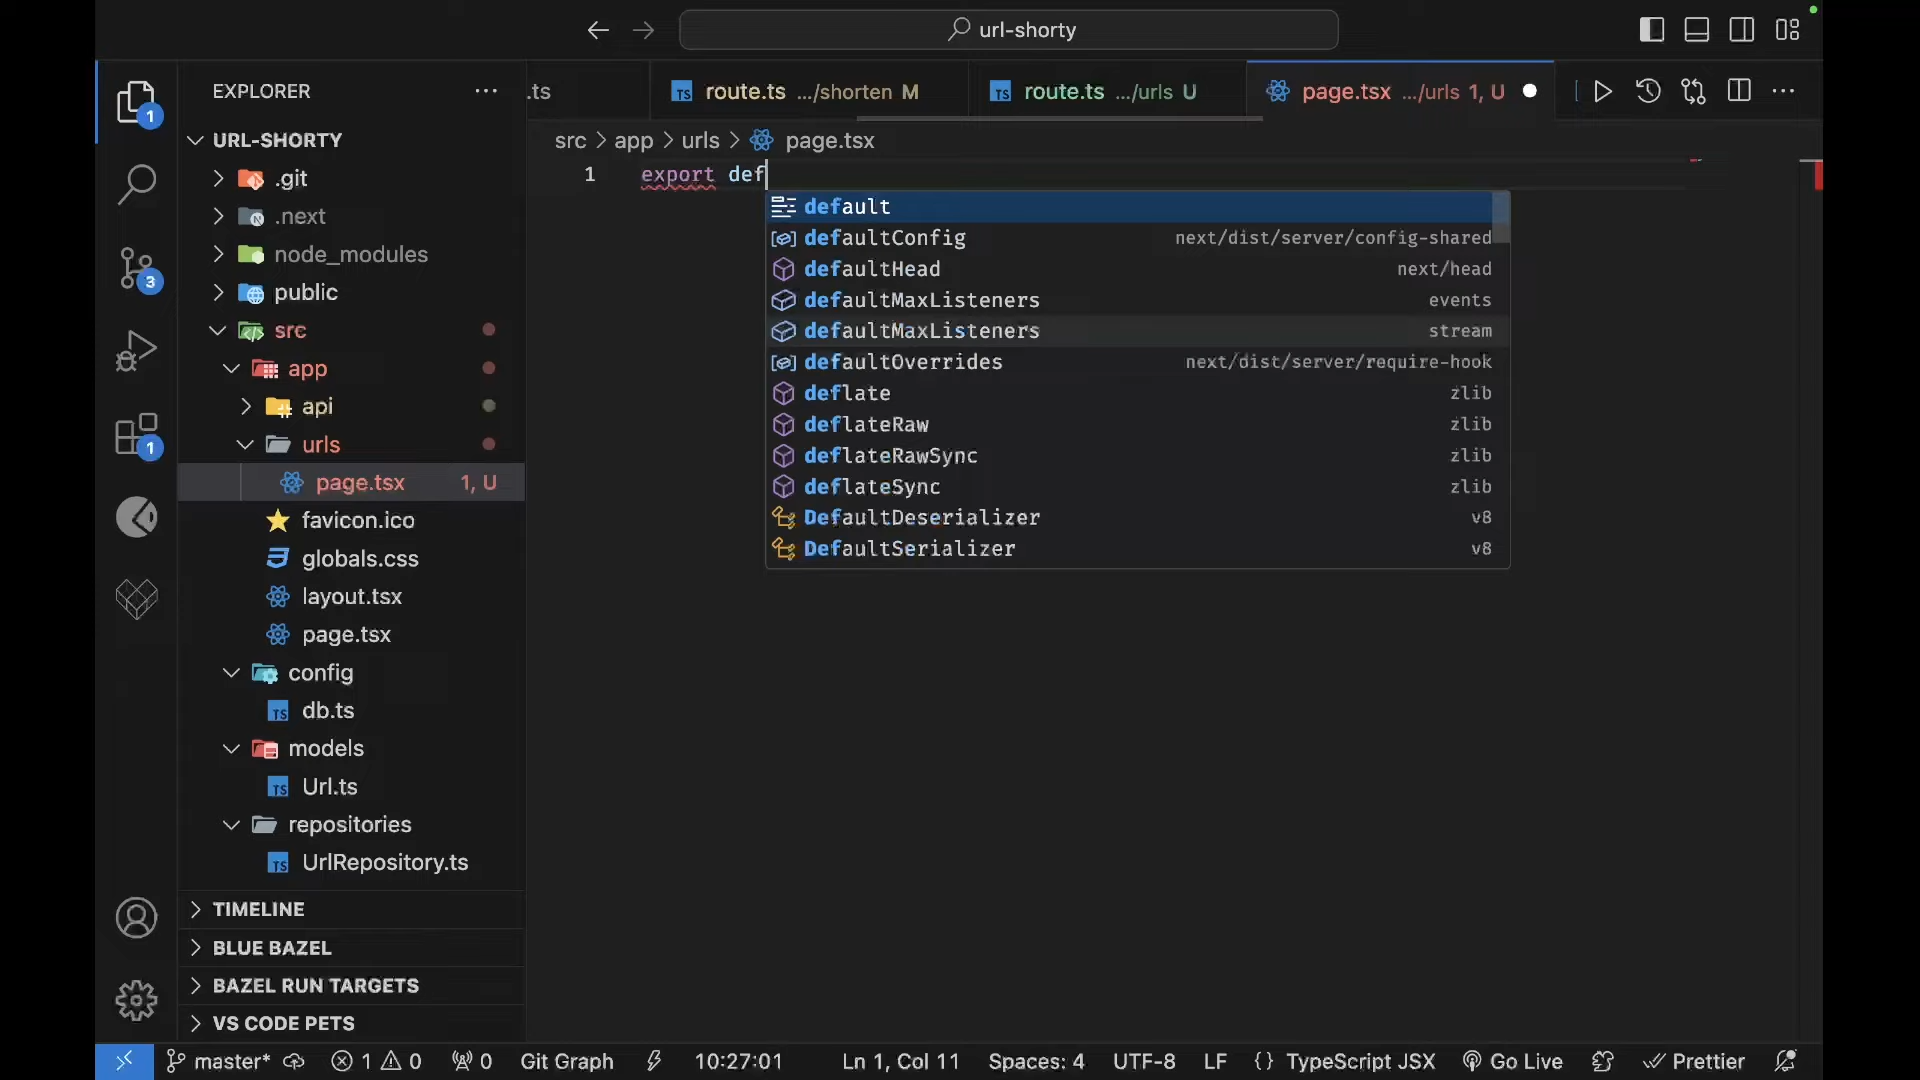 url-shorty
EXPLORER
.ts
route.ts .../shorten M
route.ts .../urls U
page.tsx .../urls 1, U
URL-SHORTY
src > app > urls > page.tsx
.git
.next
node_modules
public
src
app
api
urls
page.tsx 1, U
favicon.ico
globals.css
layout.tsx
page.tsx
config
db.ts
models
Url.ts
repositories
UrlRepository.ts
TIMELINE
BLUE BAZEL
BAZEL RUN TARGETS
VS CODE PETS
1
3
1
1 export def
default
defaultConfig next/dist/server/config-shared
defaultHead next/head
defaultMaxListeners events
defaultMaxListeners stream
defaultOverrides next/dist/server/require-hook
deflate zlib
deflateRaw zlib
deflateRawSync zlib
deflateSync zlib
DefaultDeserializer v8
DefaultSerializer v8
master* 1 0 0 Git Graph 10:27:01 Ln 1, Col 11 Spaces: 4 UTF-8 LF {} TypeScript JSX Go Live Prettier